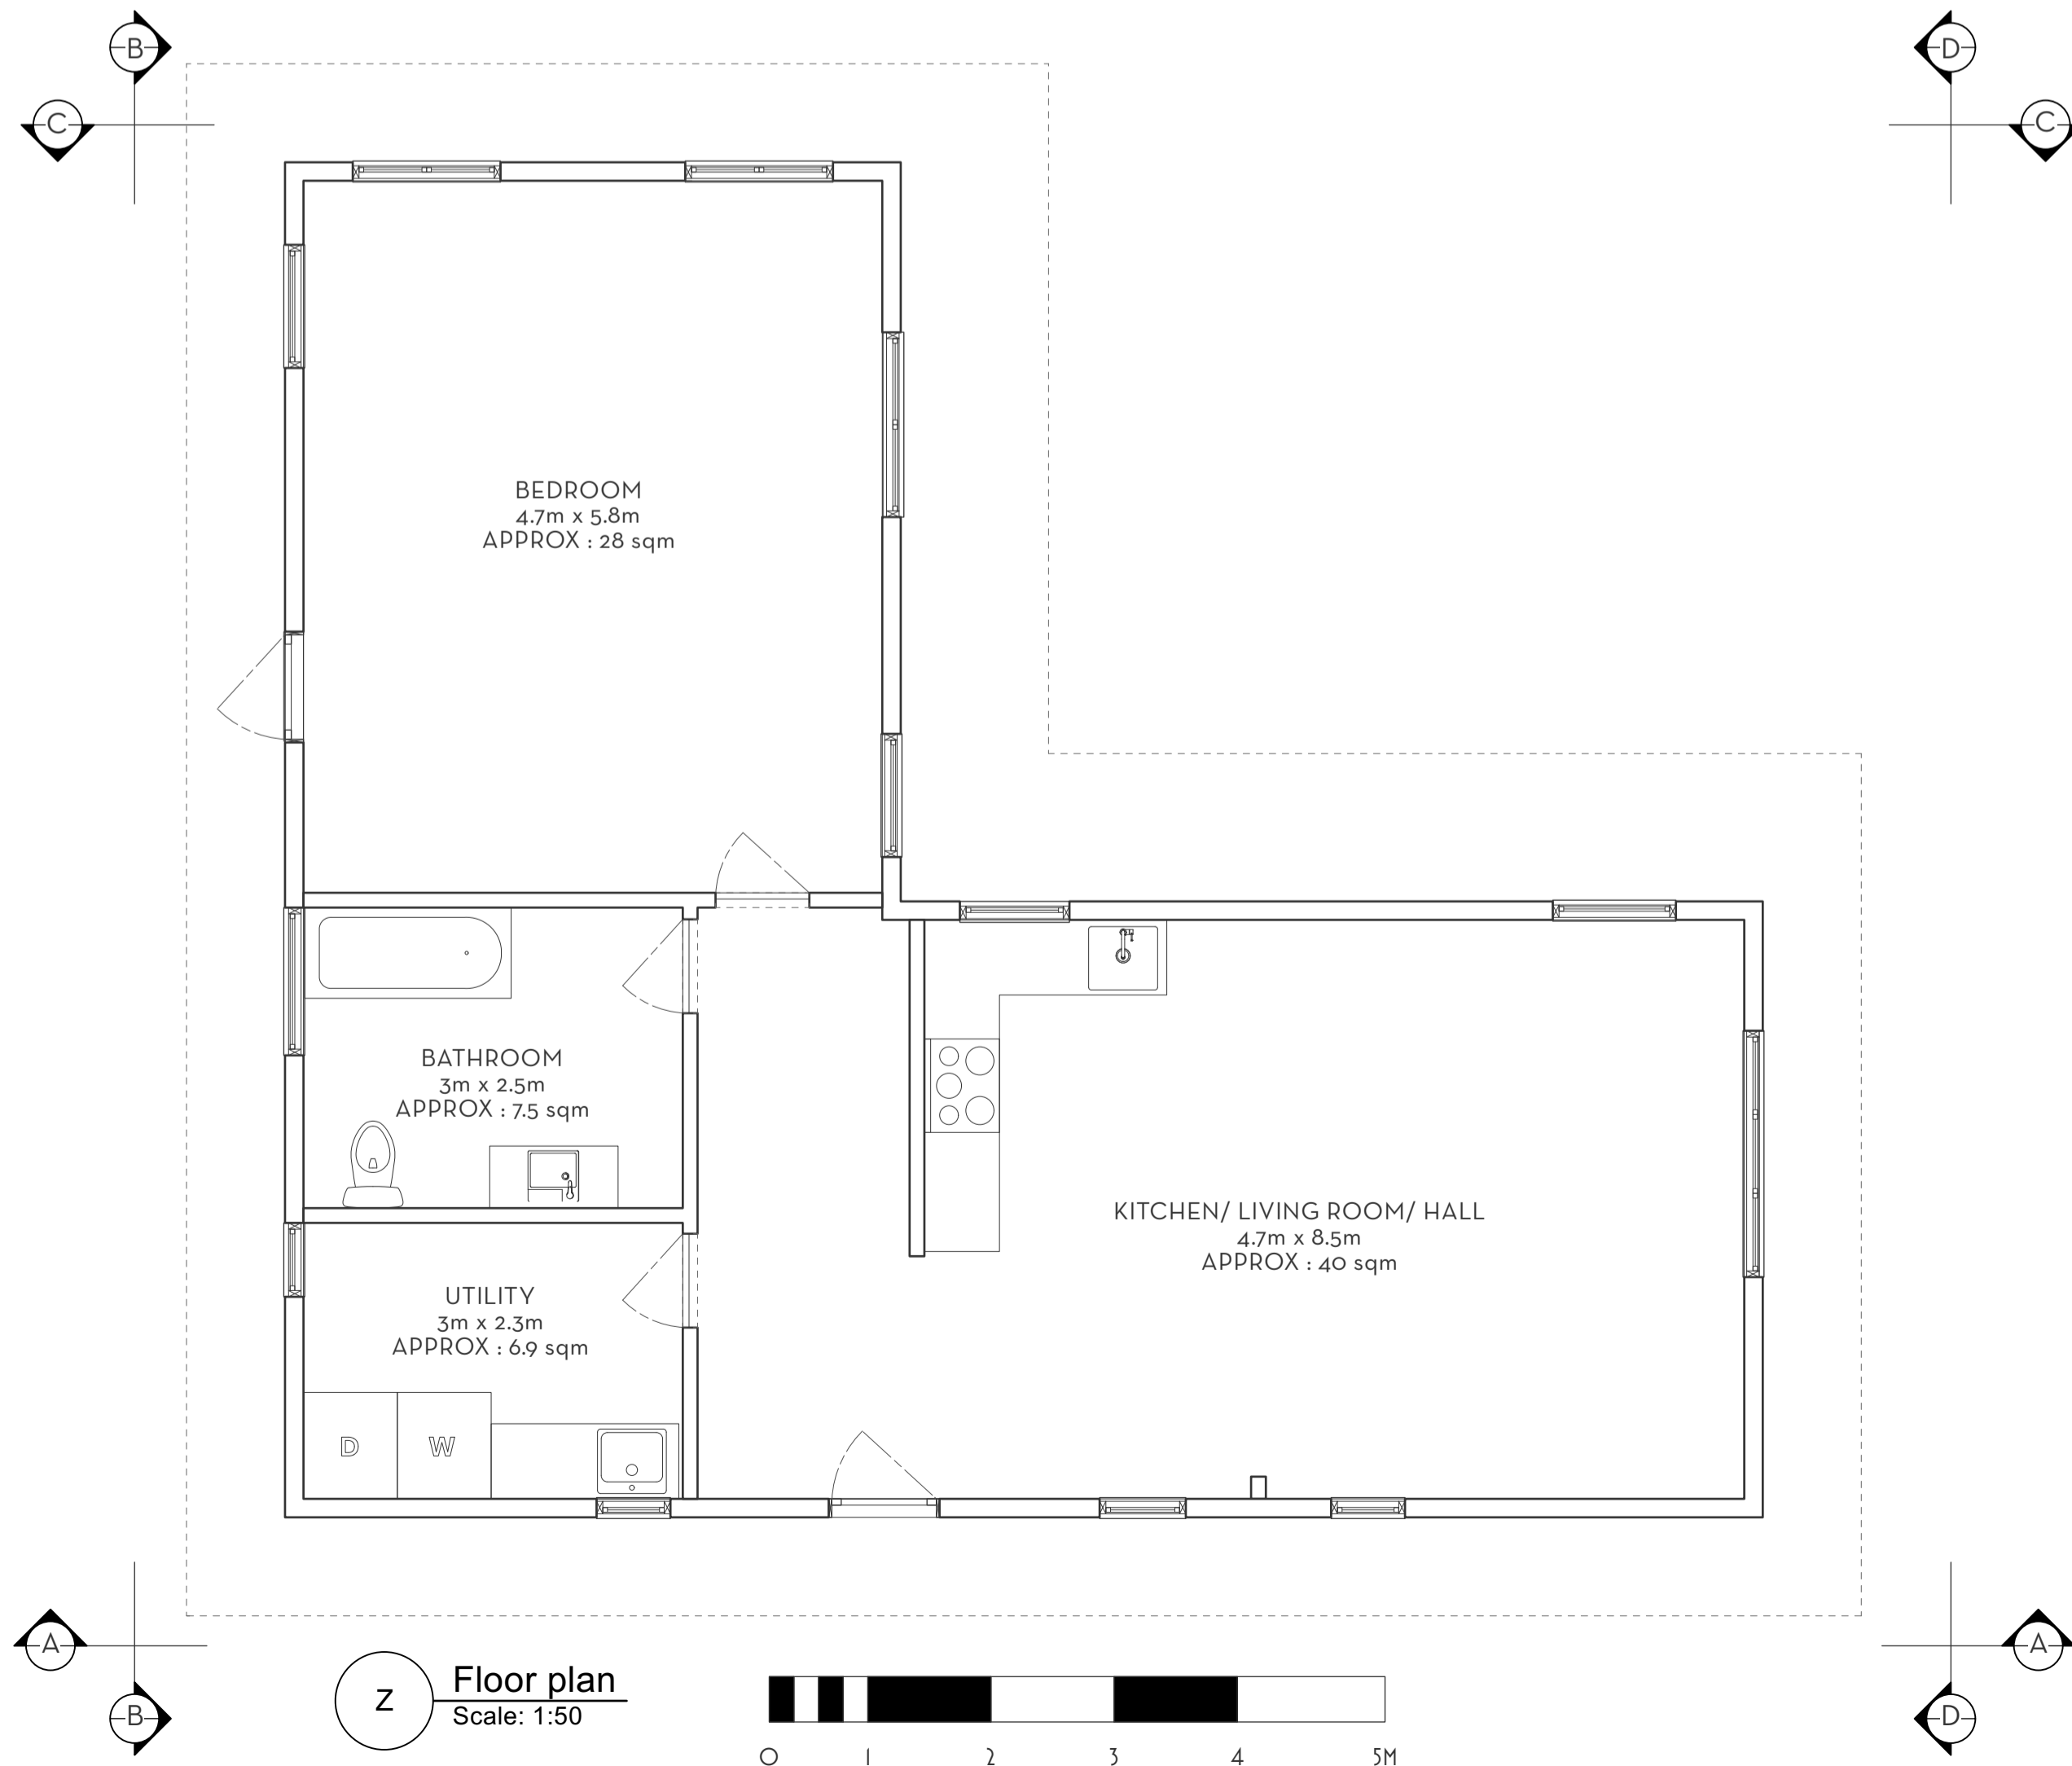 B
D
C
C
BEDROOM
4.7m x 5.8m
APPROX : 28 sqm
BATHROOM
3m x 2.5m
APPROX : 7.5 sqm
KITCHEN/ LIVING ROOM/ HALL
4.7m x 8.5m
APPROX : 40 sqm
UTILITY
3m x 2.3m
APPROX : 6.9 sqm
D
W
A
A
Z
Floor plan
Scale: 1:50
B
D
0 1 2 3 4 5M